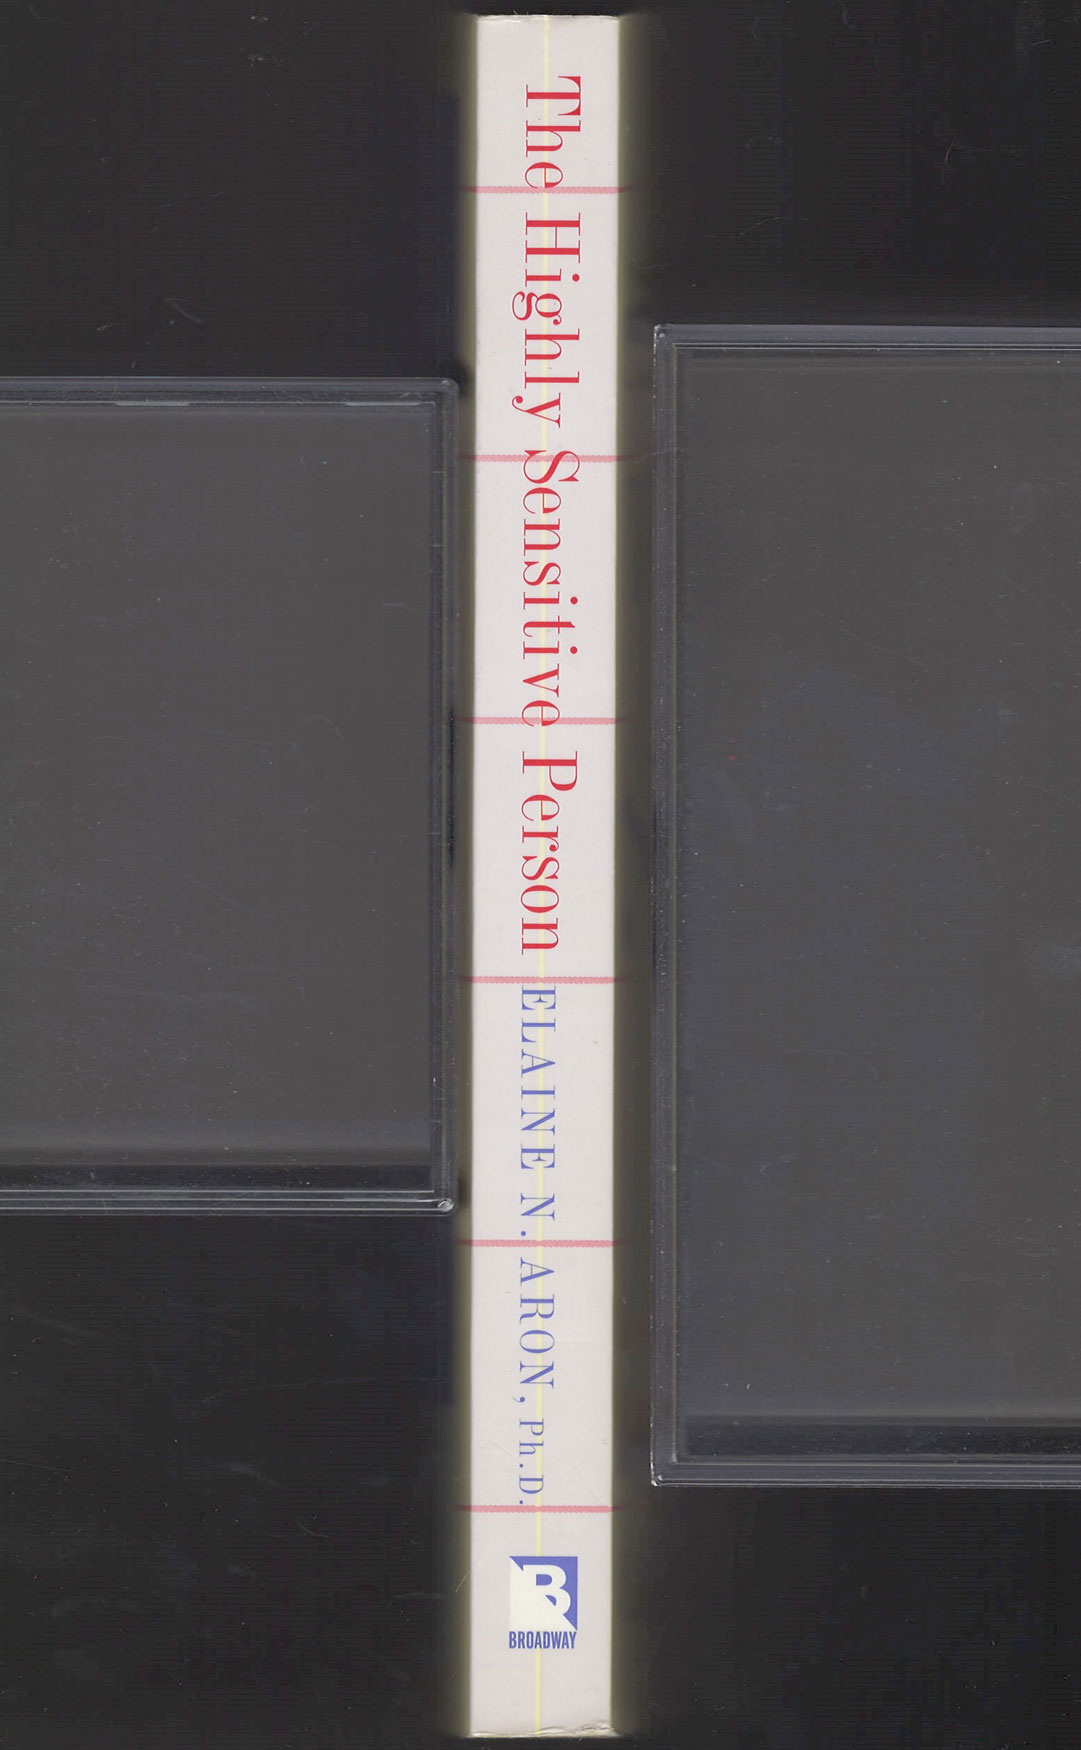 The Highly Sensitive Person
ELAINE N. ARON, Ph.D.
B
BROADWAY